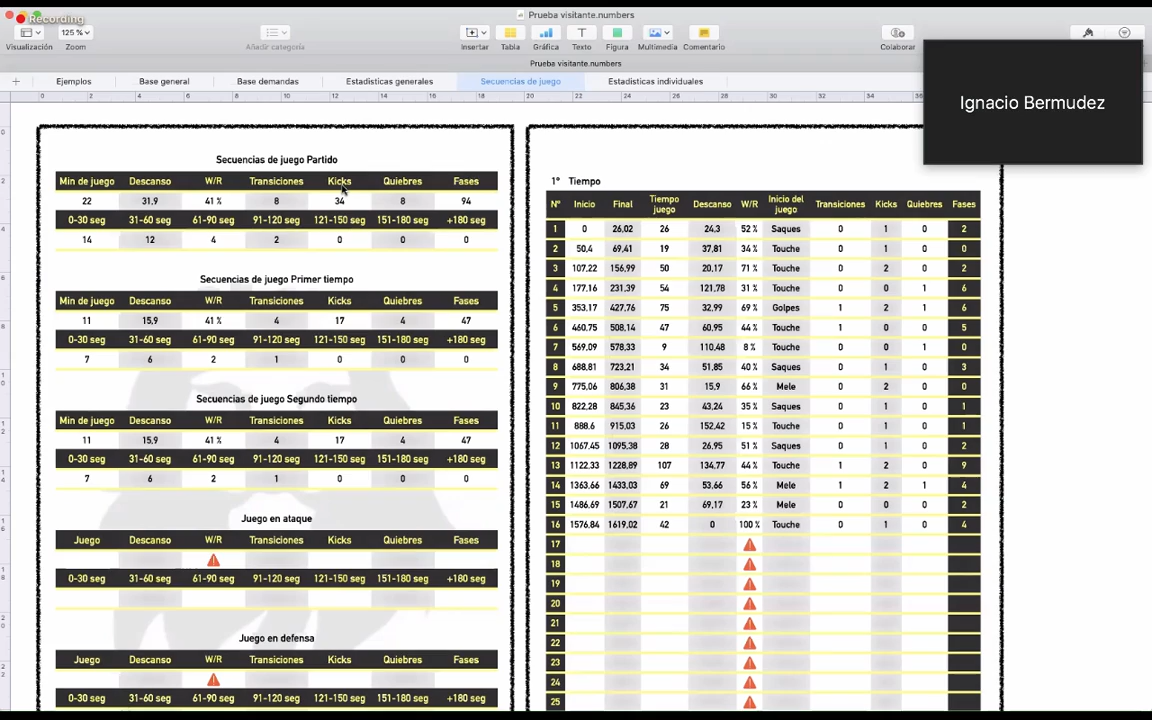 Recording
Prueba visitante.numbers
125 %
Visualización
Zoom
Añadir categoría
Insertar
Tabla
Gráfica
Texto
Figura
Multimedia
Comentario
Colaborar
Prueba visitante.numbers
Ejemplos
Base general
Base demandas
Estadísticas generales
Secuencias de juego
Estadísticas individuales
0 2 4 6 8 10 12 14 16 18 20 22 24 26 28 30 32 34 36
Ignacio Bermudez
Secuencias de juego Partido
Min de juego Descanso W/R Transiciones Kicks Quiebres Fases
22 31,9 41 % 8 34 8 94
0-30 seg 31-60 seg 61-90 seg 91-120 seg 121-150 seg 151-180 seg +180 seg
14 12 4 2 0 0 0
Secuencias de juego Primer tiempo
Min de juego Descanso W/R Transiciones Kicks Quiebres Fases
11 15,9 41 % 4 17 4 47
0-30 seg 31-60 seg 61-90 seg 91-120 seg 121-150 seg 151-180 seg +180 seg
7 6 2 1 0 0 0
Secuencias de juego Segundo tiempo
Min de juego Descanso W/R Transiciones Kicks Quiebres Fases
11 15,9 41 % 4 17 4 47
0-30 seg 31-60 seg 61-90 seg 91-120 seg 121-150 seg 151-180 seg +180 seg
7 6 2 1 0 0 0
Juego en ataque
Juego Descanso W/R Transiciones Kicks Quiebres Fases
0-30 seg 31-60 seg 61-90 seg 91-120 seg 121-150 seg 151-180 seg +180 seg
Juego en defensa
Juego Descanso W/R Transiciones Kicks Quiebres Fases
0-30 seg 31-60 seg 61-90 seg 91-120 seg 121-150 seg 151-180 seg +180 seg
1° Tiempo
Nº Inicio Final Tiempo juego Descanso W/R Inicio del juego Transiciones Kicks Quiebres Fases
1 0 26,02 26 24,3 52 % Saques 0 1 0 2
2 50,4 69,41 19 37,81 34 % Touche 0 1 0 0
3 107,22 156,99 50 20,17 71 % Touche 0 2 0 2
4 177,16 231,39 54 121,78 31 % Touche 0 0 1 6
5 353,17 427,76 75 32,99 69 % Golpes 1 2 1 6
6 460,75 508,14 47 60,95 44 % Touche 1 0 0 5
7 569,09 578,33 9 110,48 8 % Touche 0 0 1 0
8 688,81 723,21 34 51,85 40 % Saques 0 1 0 3
9 775,06 806,38 31 15,9 66 % Mele 0 2 0 0
10 822,28 845,36 23 43,24 35 % Saques 0 1 0 1
11 888,6 915,03 26 152,42 15 % Touche 0 1 0 1
12 1067,45 1095,38 28 26,95 51 % Saques 0 1 0 2
13 1122,33 1228,89 107 134,77 44 % Touche 1 2 0 9
14 1363,66 1433,03 69 53,66 56 % Mele 1 2 1 4
15 1486,69 1507,67 21 69,17 23 % Mele 0 0 0 2
16 1576,84 1619,02 42 0 100 % Touche 0 1 0 4
17
18
19
20
21
22
23
24
25